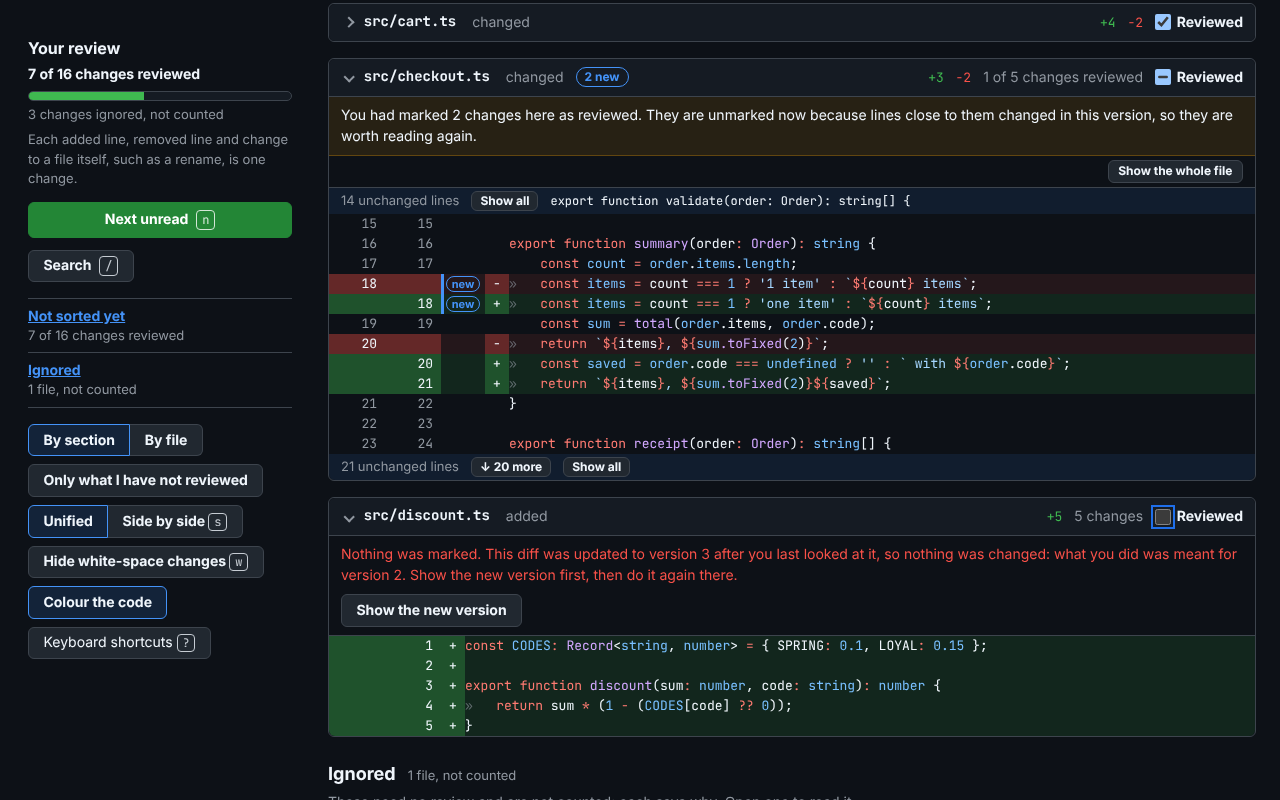 Your review
7 of 16 changes reviewed
3 changes ignored, not counted
Each added line, removed line and change
to a file itself, such as a rename, is one
change.
Next unread n
Search /
Not sorted yet
7 of 16 changes reviewed
Ignored
1 file, not counted
By section By file
Only what I have not reviewed
Unified Side by side s
Hide white-space changes w
Colour the code
Keyboard shortcuts ?
src/cart.ts changed +4 -2 Reviewed
src/checkout.ts changed 2 new +3 -2 1 of 5 changes reviewed Reviewed
You had marked 2 changes here as reviewed. They are unmarked now because lines close to them changed in this version, so they are
worth reading again.
Show the whole file
14 unchanged lines Show all export function validate(order: Order): string[] {
15 15
16 16 export function summary(order: Order): string {
17 17 const count = order.items.length;
18 new - » const items = count === 1 ? '1 item' : `${count} items`;
18 new + » const items = count === 1 ? 'one item' : `${count} items`;
19 19 const sum = total(order.items, order.code);
20 - » return `${items}, ${sum.toFixed(2)}`;
20 + » const saved = order.code === undefined ? '' : ` with ${order.code}`;
21 + » return `${items}, ${sum.toFixed(2)}${saved}`;
21 22 }
22 23
23 24 export function receipt(order: Order): string[] {
21 unchanged lines ↓ 20 more Show all
src/discount.ts added +5 5 changes Reviewed
Nothing was marked. This diff was updated to version 3 after you last looked at it, so nothing was changed: what you did was meant for
version 2. Show the new version first, then do it again there.
Show the new version
1 + const CODES: Record<string, number> = { SPRING: 0.1, LOYAL: 0.15 };
2 +
3 + export function discount(sum: number, code: string): number {
4 + » return sum * (1 - (CODES[code] ?? 0));
5 + }
Ignored 1 file, not counted